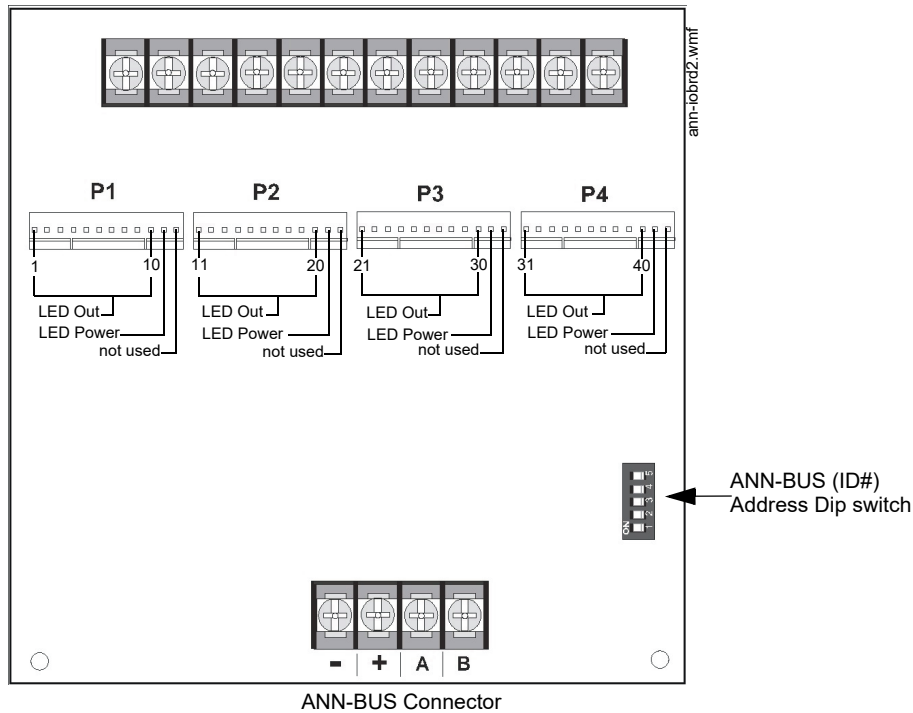 ann-iobrd2.wmf
P1 P2 P3 P4
1 10 11 20 21 30 31 40
LED Out LED Out LED Out LED Out
LED Power LED Power LED Power LED Power
not used not used not used not used
ON
1 2 3 4 5
ANN-BUS (ID#)
Address Dip switch
- + A B
ANN-BUS Connector